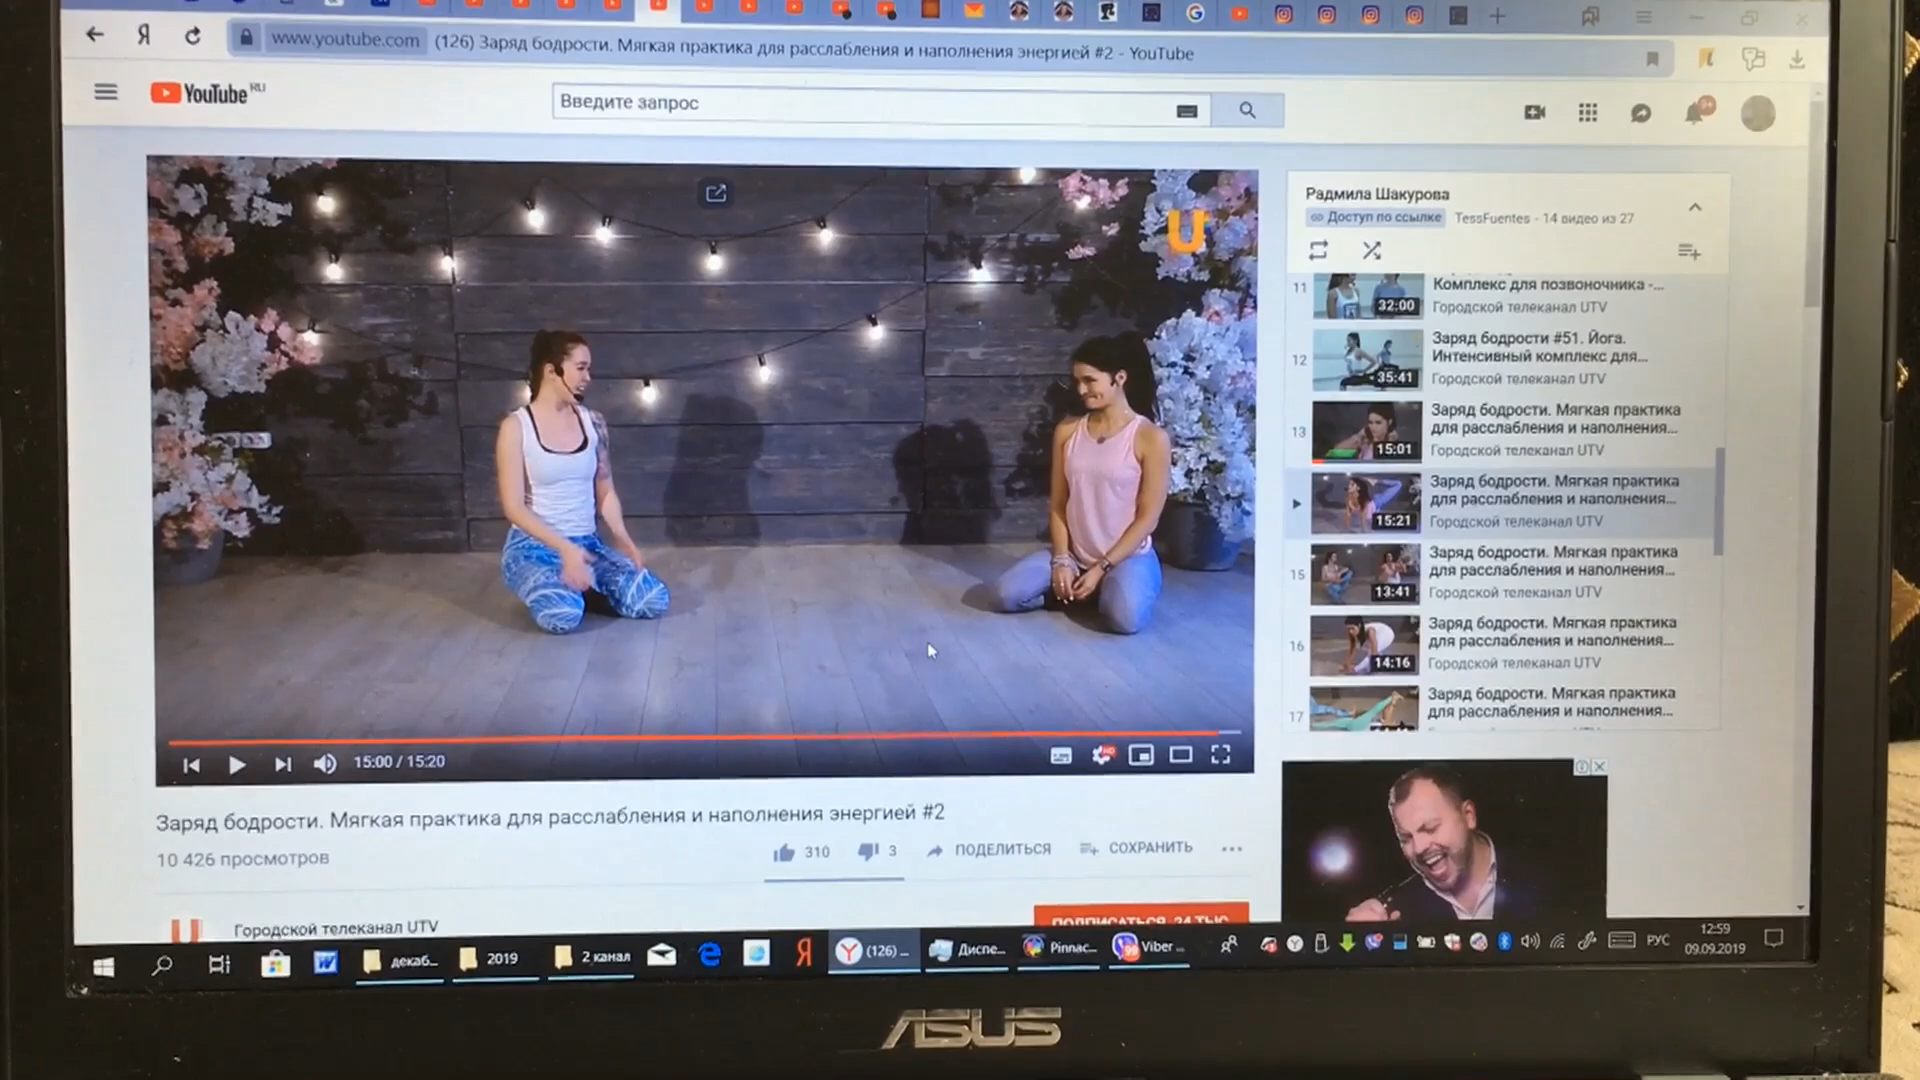 www.youtube.com (126) Заряд бодрости. Мягкая практика для расслабления и наполнения энергией #2 - YouTube
YouTube RU
Введите запрос
9+
U
15:00 / 15:20
HD
Заряд бодрости. Мягкая практика для расслабления и наполнения энергией #2
10 426 просмотров
310
3
ПОДЕЛИТЬСЯ
СОХРАНИТЬ
Городской телеканал UTV
ПОДПИСАТЬСЯ 24 ТЫС.
Радмила Шакурова
Доступ по ссылке
TessFuentes - 14 видео из 27
11
32:00
Комплекс для позвоночника -...
Городской телеканал UTV
12
35:41
Заряд бодрости #51. Йога.
Интенсивный комплекс для...
Городской телеканал UTV
13
15:01
Заряд бодрости. Мягкая практика
для расслабления и наполнения...
Городской телеканал UTV
15:21
Заряд бодрости. Мягкая практика
для расслабления и наполнения...
Городской телеканал UTV
15
13:41
Заряд бодрости. Мягкая практика
для расслабления и наполнения...
Городской телеканал UTV
16
14:16
Заряд бодрости. Мягкая практика
для расслабления и наполнения...
Городской телеканал UTV
17
Заряд бодрости. Мягкая практика
для расслабления и наполнения...
декаб...
2019
2 канал
(126) ...
Диспе...
Pinnac...
99
Viber ...
РУС
12:59
09.09.2019
ASUS